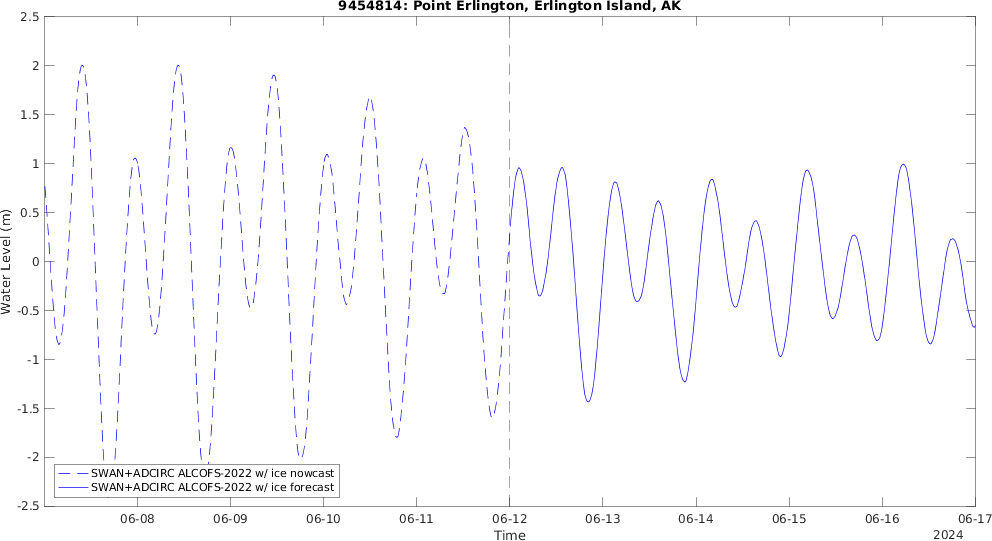 9454814: Point Erlington, Erlington Island, AK
Water Level (m)
2.5
2
1.5
1
0.5
0
-0.5
-1
-1.5
-2
-2.5
SWAN+ADCIRC ALCOFS-2022 w/ ice nowcast
SWAN+ADCIRC ALCOFS-2022 w/ ice forecast
06-08 06-09 06-10 06-11 06-12 06-13 06-14 06-15 06-16 06-17
Time
2024